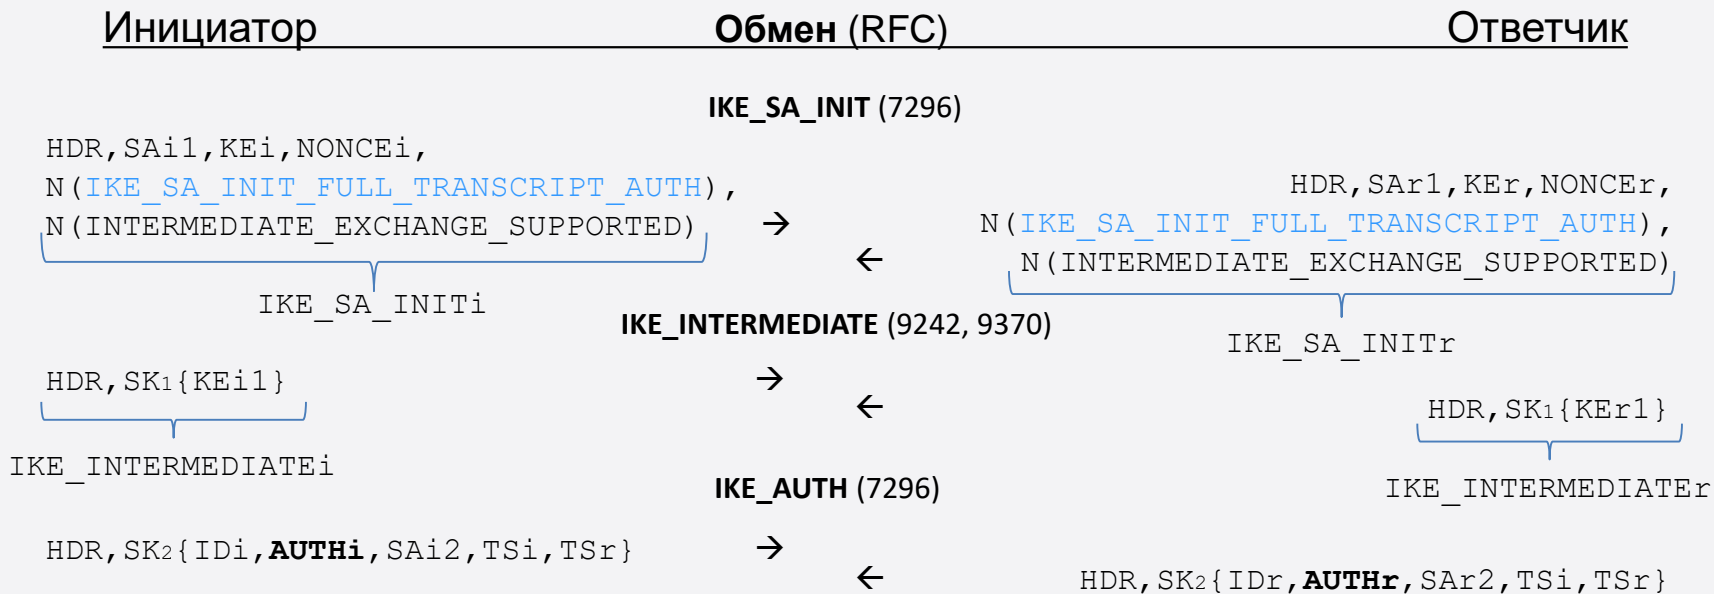 Инициатор Обмен (RFC) Ответчик
IKE_SA_INIT (7296)
HDR,SAi1,KEi,NONCEi,
N(IKE_SA_INIT_FULL_TRANSCRIPT_AUTH),
N(INTERMEDIATE_EXCHANGE_SUPPORTED) →
HDR,SAr1,KEr,NONCEr,
N(IKE_SA_INIT_FULL_TRANSCRIPT_AUTH),
← N(INTERMEDIATE_EXCHANGE_SUPPORTED)
IKE_SA_INITi
IKE_SA_INITr
IKE_INTERMEDIATE (9242, 9370)
HDR,SK1{KEi1} →
← HDR,SK1{KEr1}
IKE_INTERMEDIATEi
IKE_INTERMEDIATEr
IKE_AUTH (7296)
HDR,SK2{IDi,AUTHi,SAi2,TSi,TSr} →
← HDR,SK2{IDr,AUTHr,SAr2,TSi,TSr}